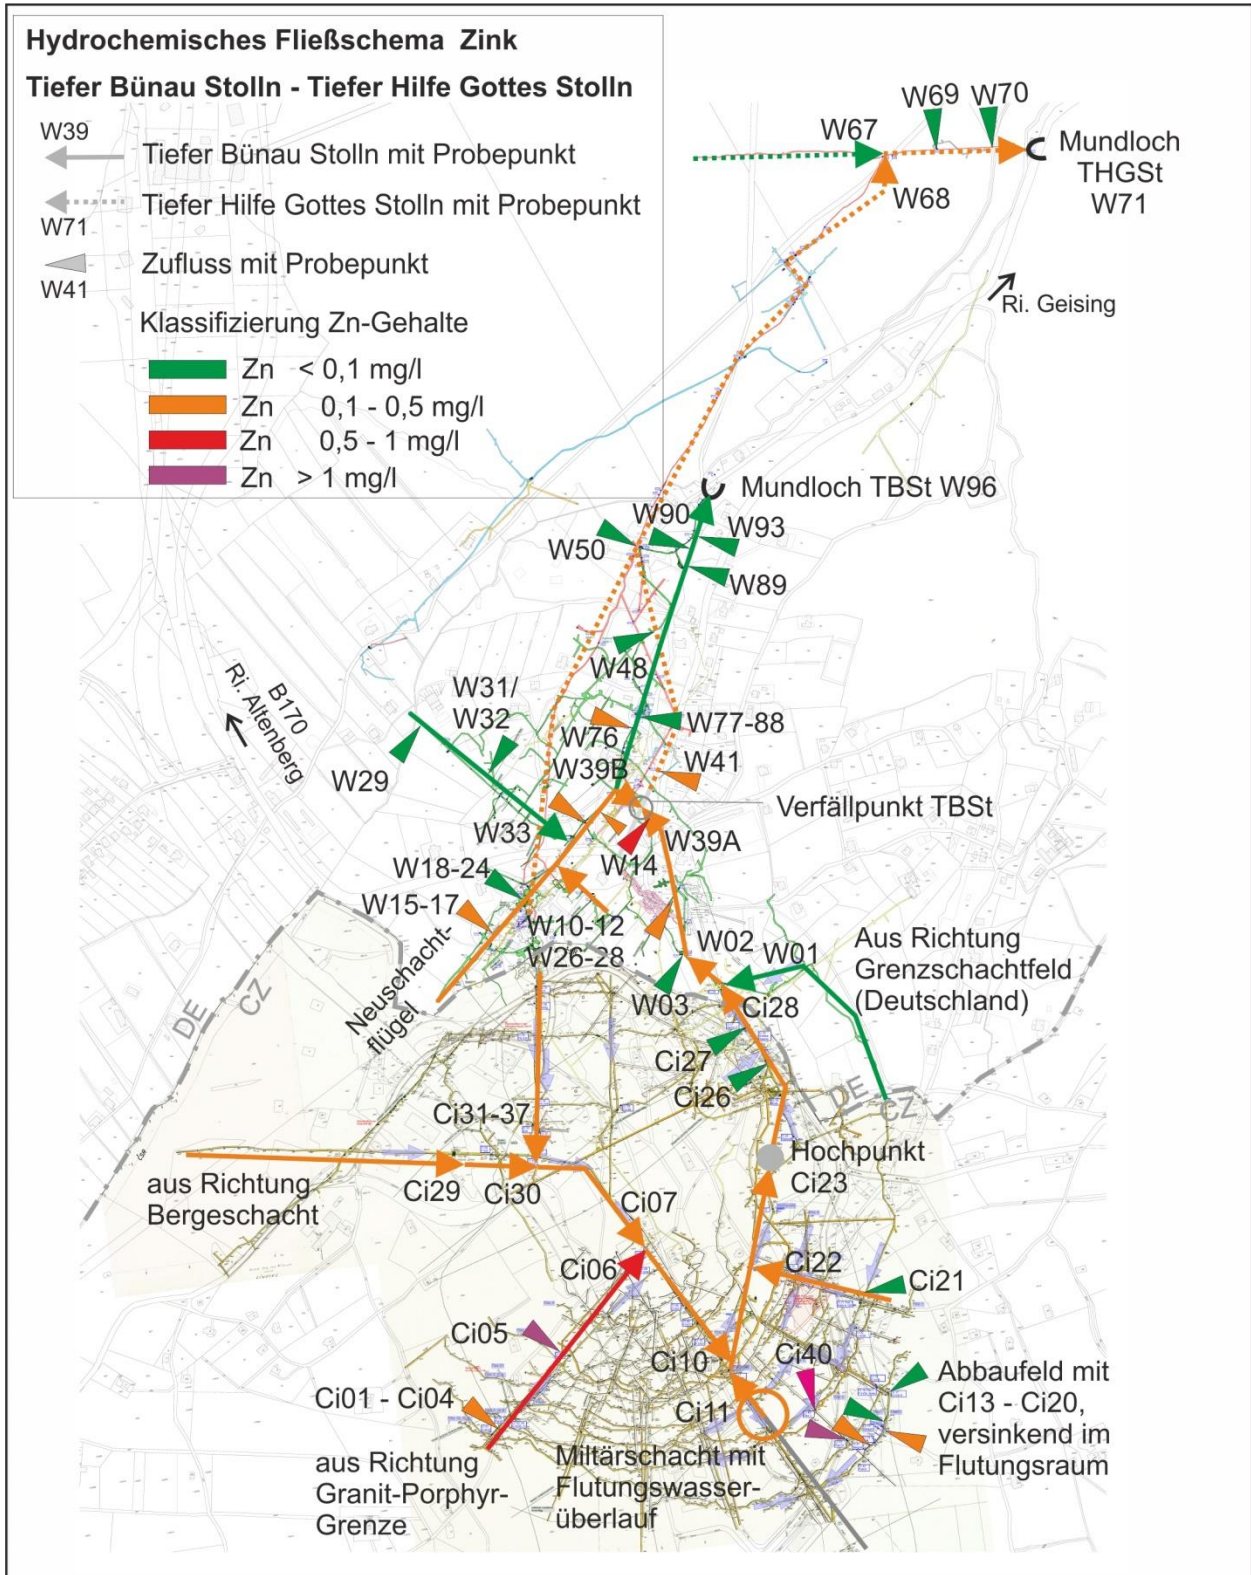 Hydrochemisches Fließschema Zink
Tiefer Bünau Stolln - Tiefer Hilfe Gottes Stolln
W39
Tiefer Bünau Stolln mit Probepunkt
Tiefer Hilfe Gottes Stolln mit Probepunkt
W71
Zufluss mit Probepunkt
W41
Klassifizierung Zn-Gehalte
Zn < 0,1 mg/l
Zn 0,1 - 0,5 mg/l
Zn 0,5 - 1 mg/l
Zn > 1 mg/l
W69
W70
W67
Mundloch
THGSt
W71
W68
Ri. Geising
Mundloch TBSt W96
W90
W93
W50
W89
W48
W31/
W32
B170
Ri. Altenberg
W29
W76
W77-88
W39B
W41
Verfällpunkt TBSt
W33
W14
W39A
W18-24
W15-17
W10-12
W26-28
Neuschacht-
flügel
W02
W01
W03
Aus Richtung
Grenzschachtfeld
(Deutschland)
DE
CZ
Ci28
Ci27
Ci26
DE
CZ
Ci31-37
Hochpunkt
Ci23
aus Richtung
Bergeschacht
Ci29
Ci30
Ci07
Ci06
Ci22
Ci21
Ci05
Ci10
Ci40
Ci01 - Ci04
Ci11
Abbaufeld mit
Ci13 - Ci20,
versinkend im
Flutungsraum
aus Richtung
Granit-Porphyr-
Grenze
Miltärschacht mit
Flutungswasser-
überlauf